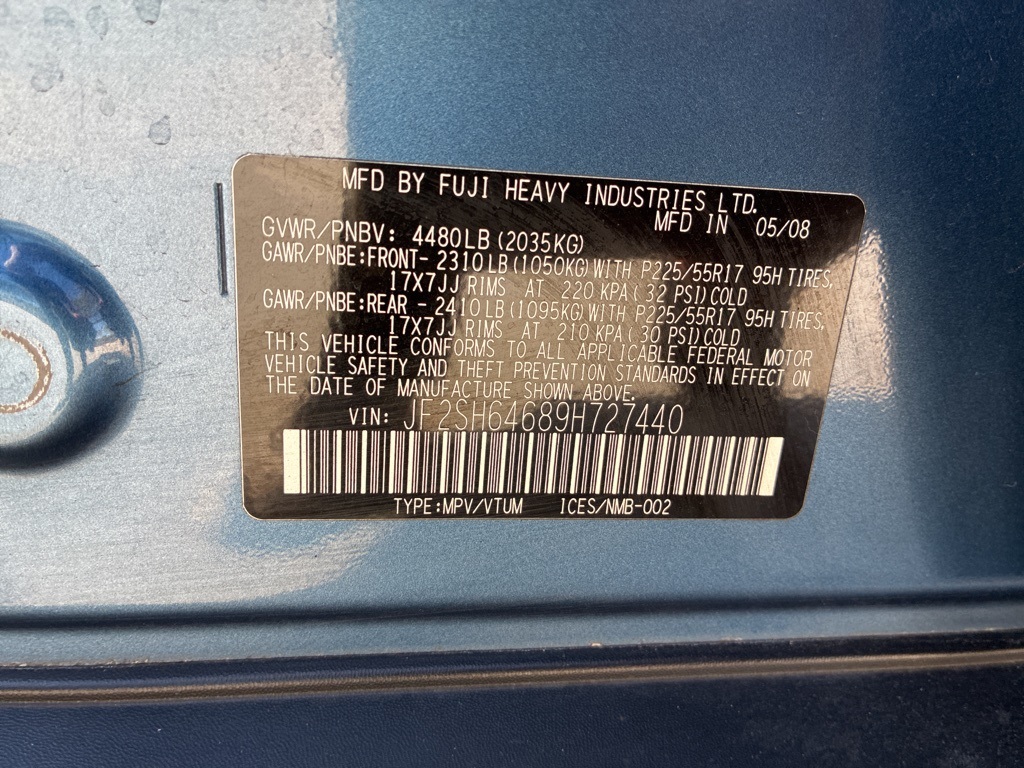 MFD BY FUJI HEAVY INDUSTRIES LTD.
MFD IN 05/08
GVWR/PNBV: 4480LB(2035KG)
GAWR/PNBE:FRONT- 2310LB(1050KG)WITH P225/55R17 95H TIRES,
17X7JJ RIMS AT 220 KPA( 32 PSI)COLD
GAWR/PNBE:REAR - 2410LB(1095KG)WITH P225/55R17 95H TIRES,
17X7JJ RIMS AT 210 KPA( 30 PSI)COLD
THIS VEHICLE CONFORMS TO ALL APPLICABLE FEDERAL MOTOR
VEHICLE SAFETY AND THEFT PREVENTION STANDARDS IN EFFECT ON
THE DATE OF MANUFACTURE SHOWN ABOVE.
VIN: JF2SH64689H727440
TYPE:MPV/VTUM ICES/NMB-002